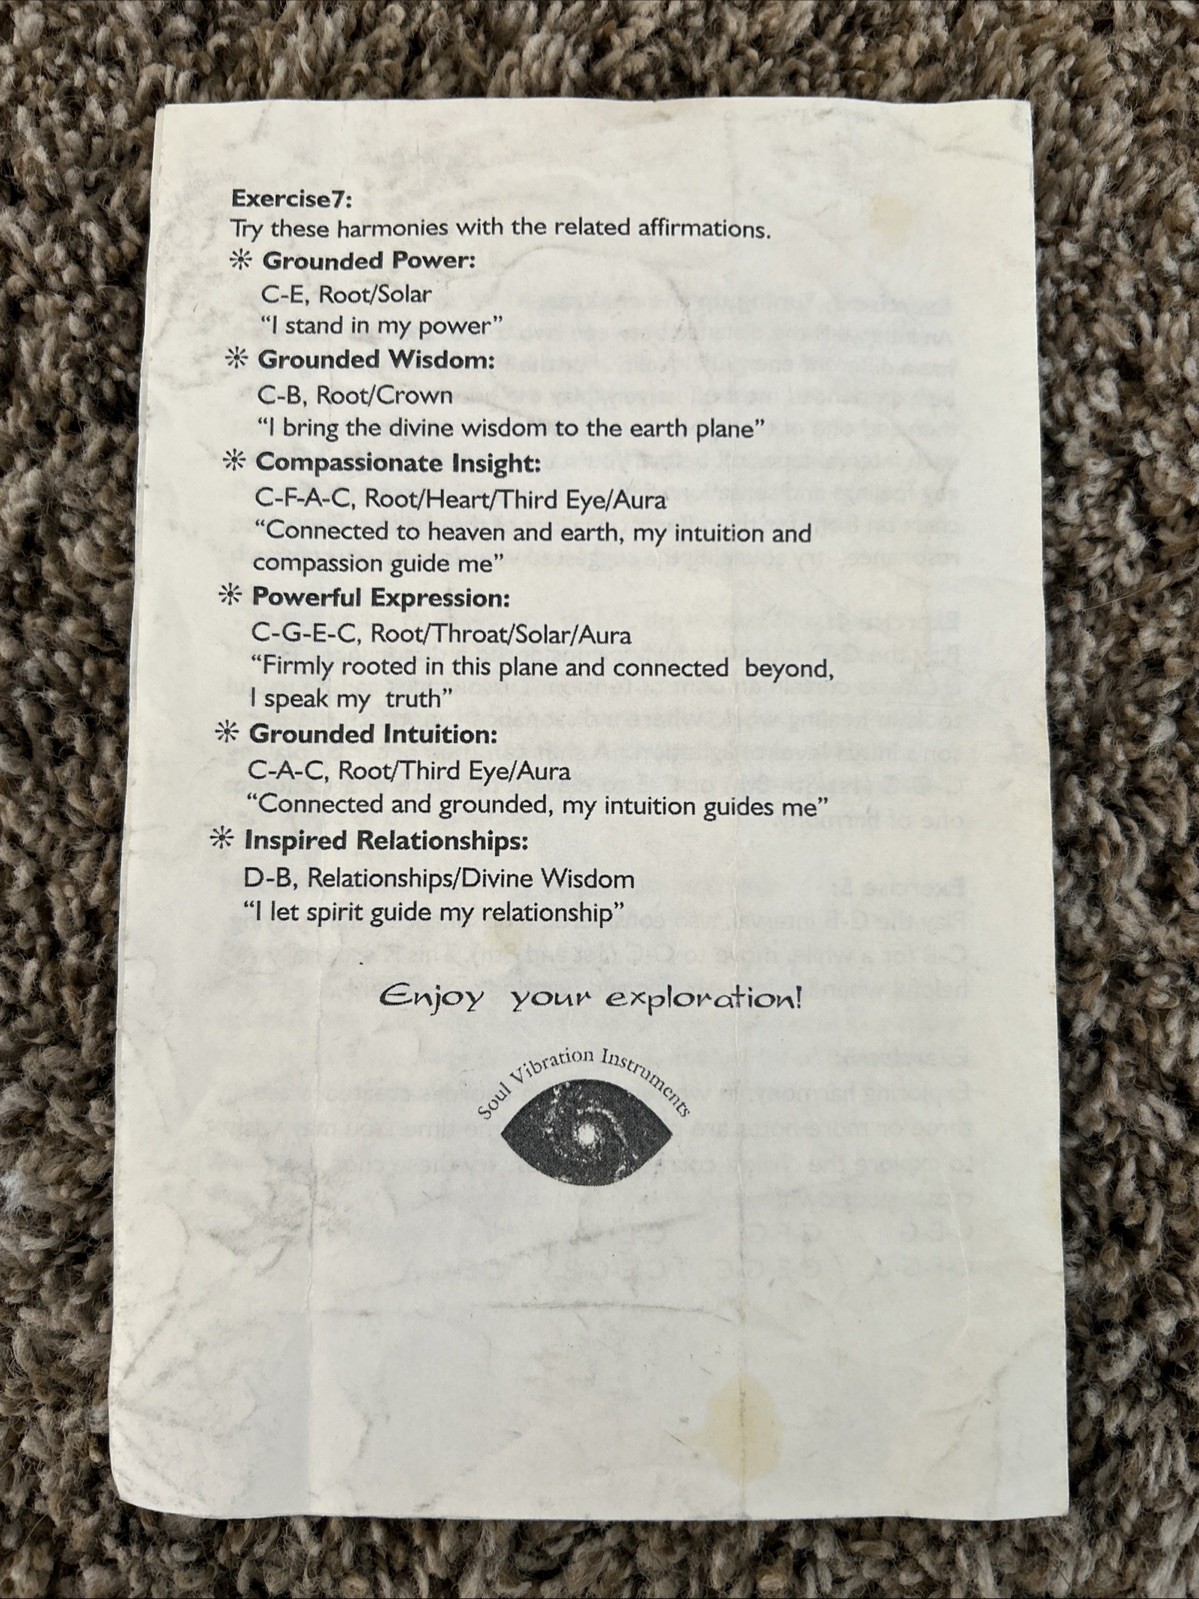 Exercise7:
Try these harmonies with the related affirmations.
Grounded Power:
C-E, Root/Solar
“I stand in my power”
Grounded Wisdom:
C-B, Root/Crown
“I bring the divine wisdom to the earth plane”
Compassionate Insight:
C-F-A-C, Root/Heart/Third Eye/Aura
“Connected to heaven and earth, my intuition and
compassion guide me”
Powerful Expression:
C-G-E-C, Root/Throat/Solar/Aura
“Firmly rooted in this plane and connected beyond,
I speak my truth”
Grounded Intuition:
C-A-C, Root/Third Eye/Aura
“Connected and grounded, my intuition guides me”
Inspired Relationships:
D-B, Relationships/Divine Wisdom
“I let spirit guide my relationship”
Enjoy your exploration!
Soul Vibration Instruments